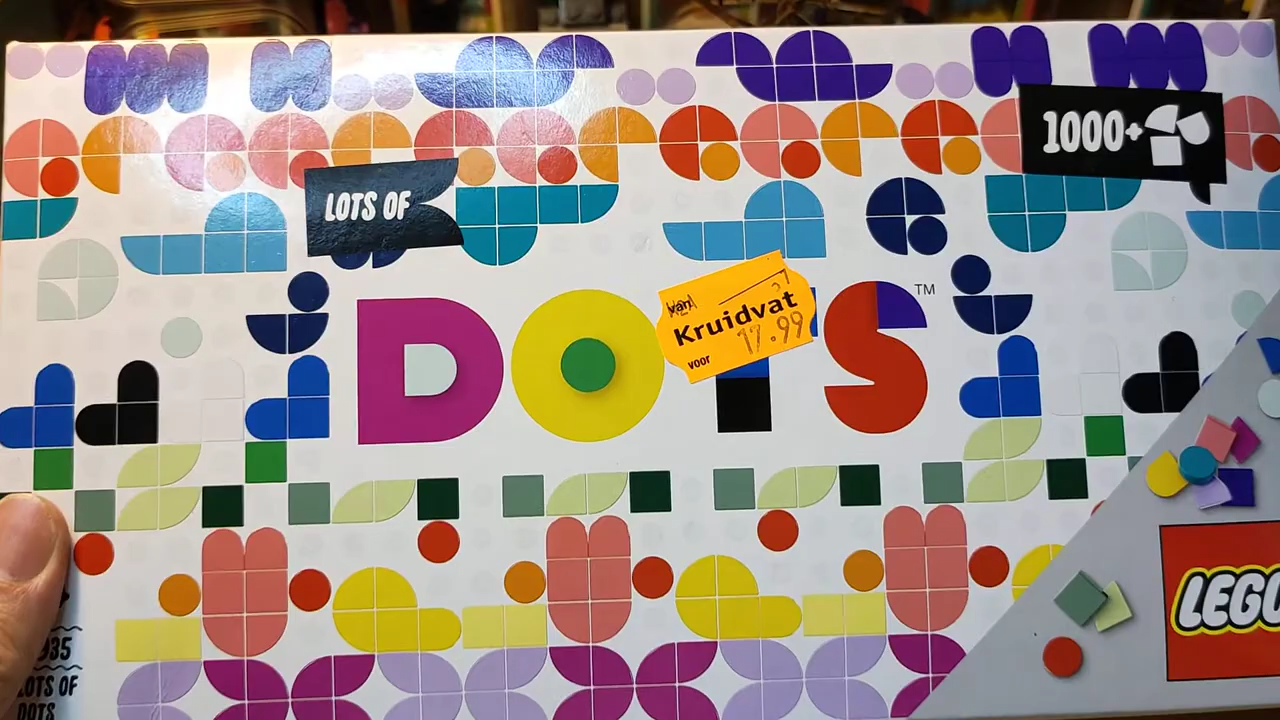 1000+
LOTS OF
DOTS
™
van
Kruidvat
voor
17.99
LEGO
935
LOTS OF
DOTS